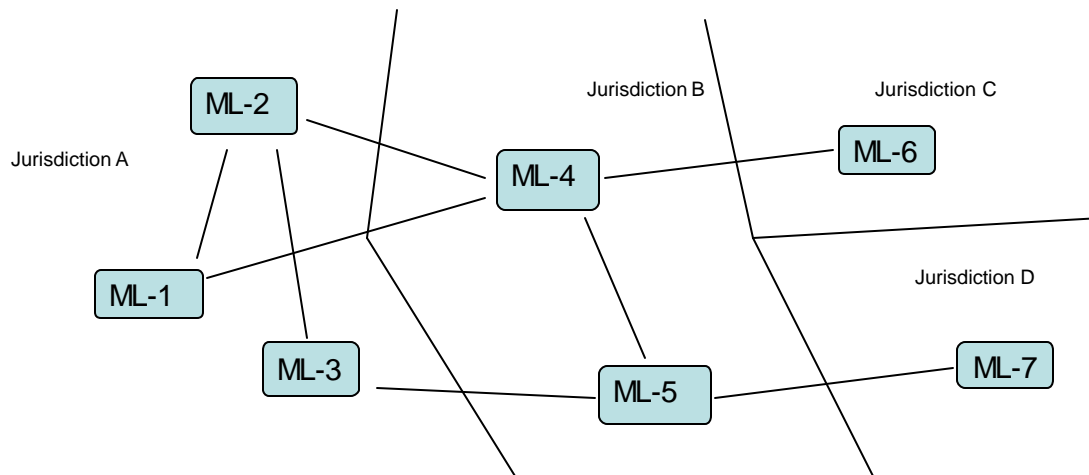 Jurisdiction B
Jurisdiction C
ML-2
ML-6
Jurisdiction A
ML-4
Jurisdiction D
ML-1
ML-3
ML-7
ML-5